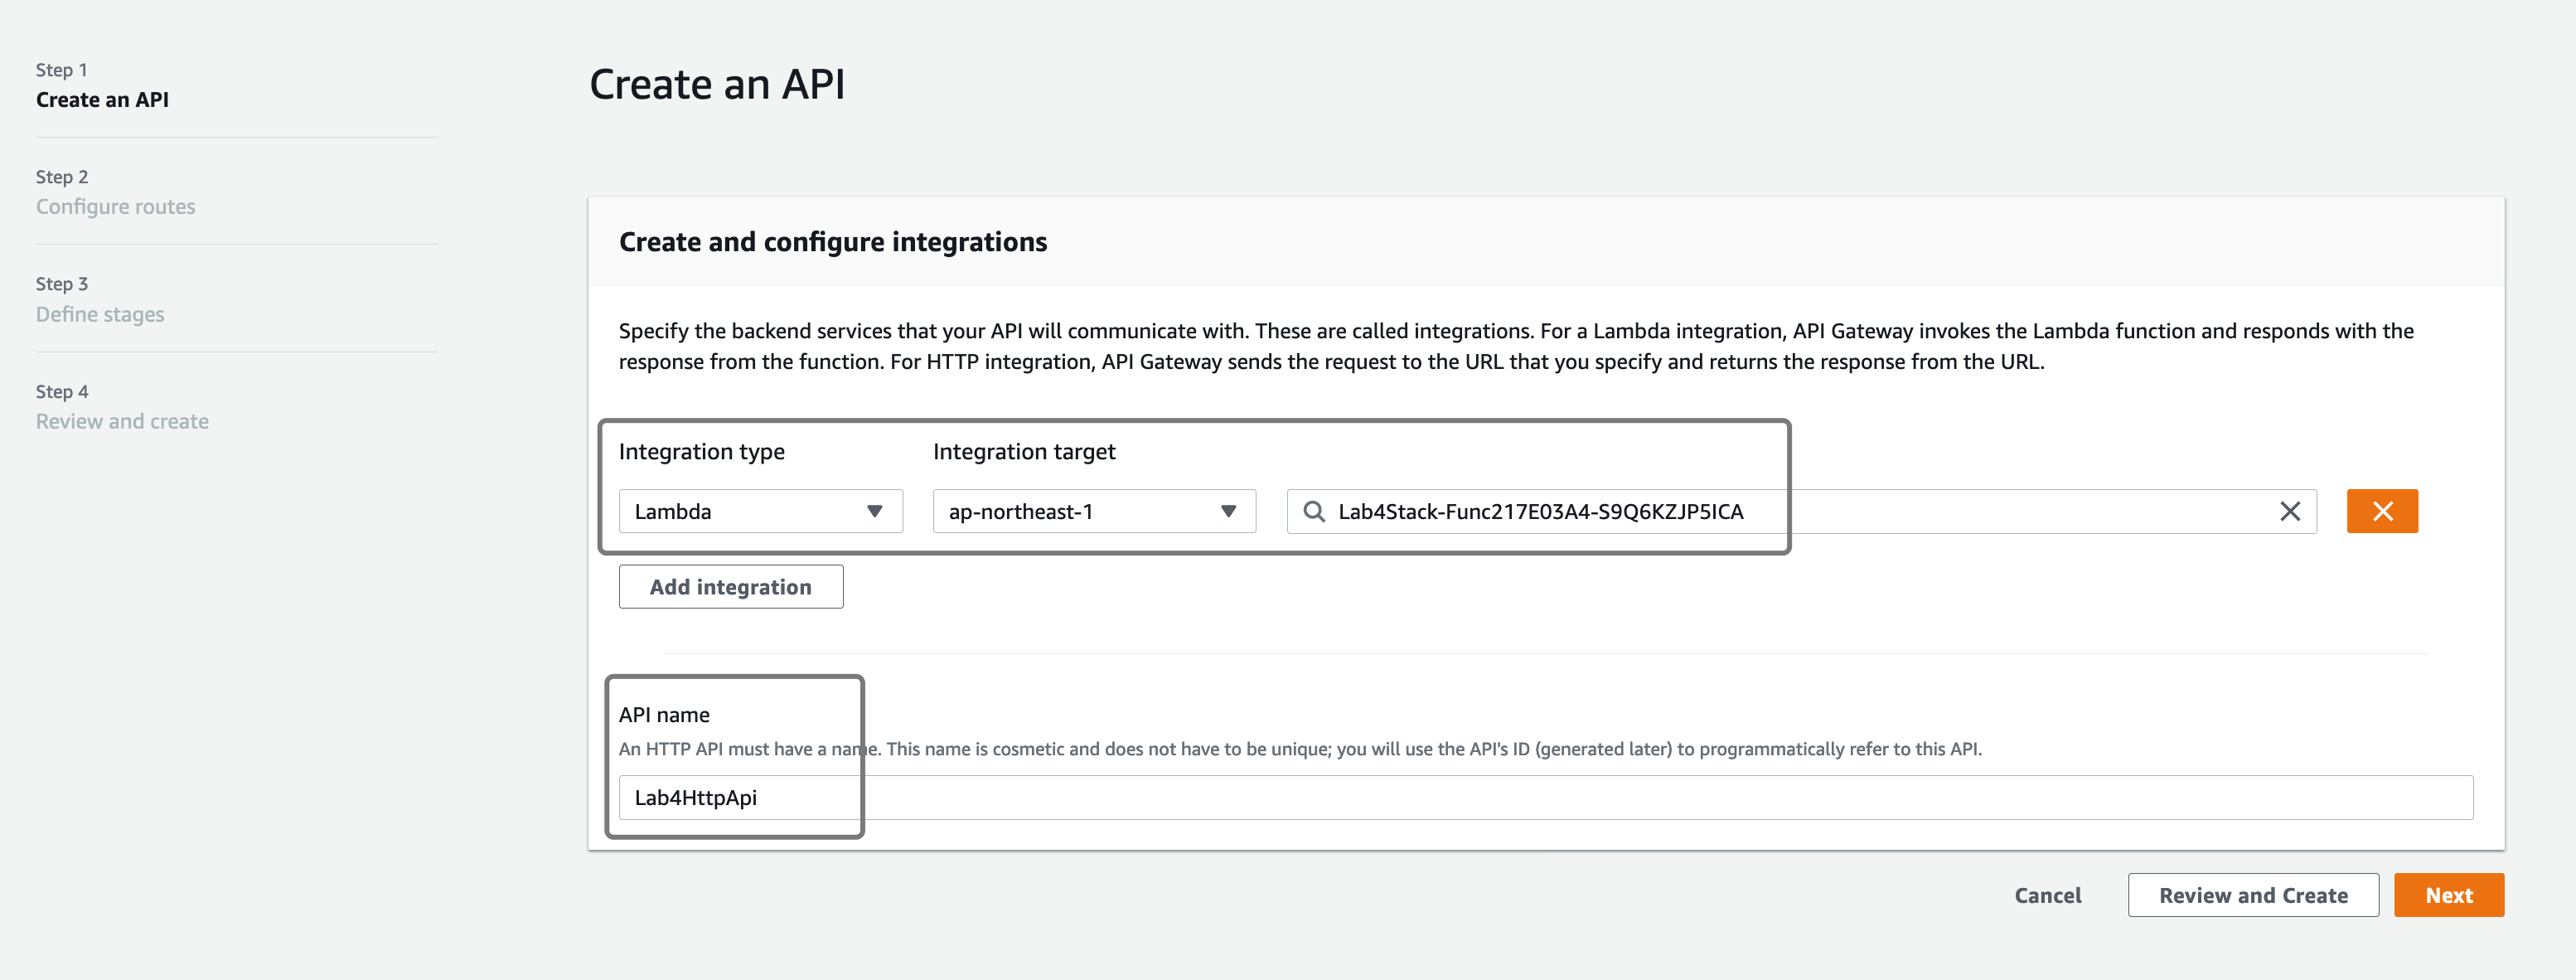 Step 1
Create an API
Step 2
Configure routes
Step 3
Define stages
Step 4
Review and create
Create an API
Create and configure integrations
Specify the backend services that your API will communicate with. These are called integrations. For a Lambda integration, API Gateway invokes the Lambda function and responds with the
response from the function. For HTTP integration, API Gateway sends the request to the URL that you specify and returns the response from the URL.
Integration type
Integration target
Lambda
ap-northeast-1
Lab4Stack-Func217E03A4-S9Q6KZJP5ICA
Add integration
API name
An HTTP API must have a name. This name is cosmetic and does not have to be unique; you will use the API's ID (generated later) to programmatically refer to this API.
Lab4HttpApi
Cancel
Review and Create
Next